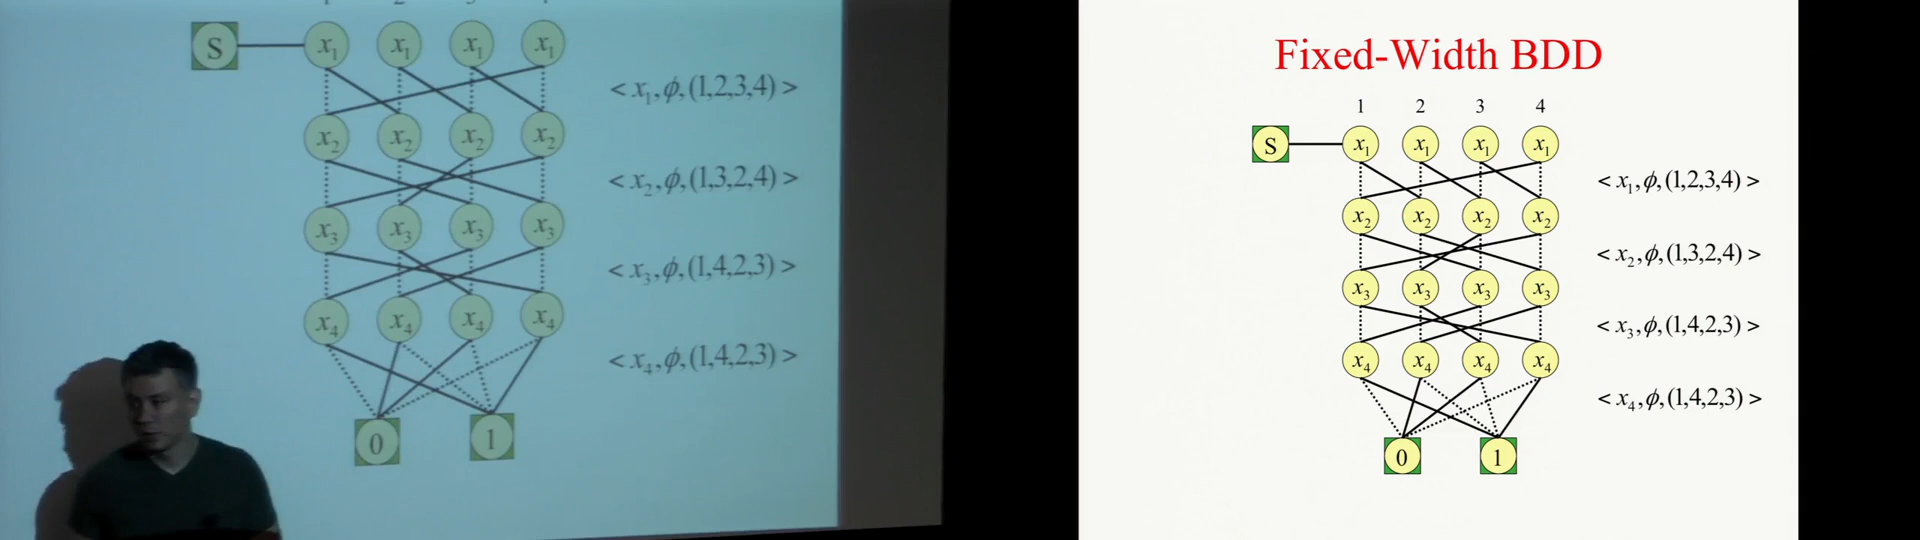 S x₁ x₁ x₁ x₁
< x₁, ϕ, (1,2,3,4) >
x₂ x₂ x₂ x₂
< x₂, ϕ, (1,3,2,4) >
x₃ x₃ x₃ x₃
< x₃, ϕ, (1,4,2,3) >
x₄ x₄ x₄ x₄
< x₄, ϕ, (1,4,2,3) >
0 1
Fixed-Width BDD
1 2 3 4
S x₁ x₁ x₁ x₁
< x₁, ϕ, (1,2,3,4) >
x₂ x₂ x₂ x₂
< x₂, ϕ, (1,3,2,4) >
x₃ x₃ x₃ x₃
< x₃, ϕ, (1,4,2,3) >
x₄ x₄ x₄ x₄
< x₄, ϕ, (1,4,2,3) >
0 1